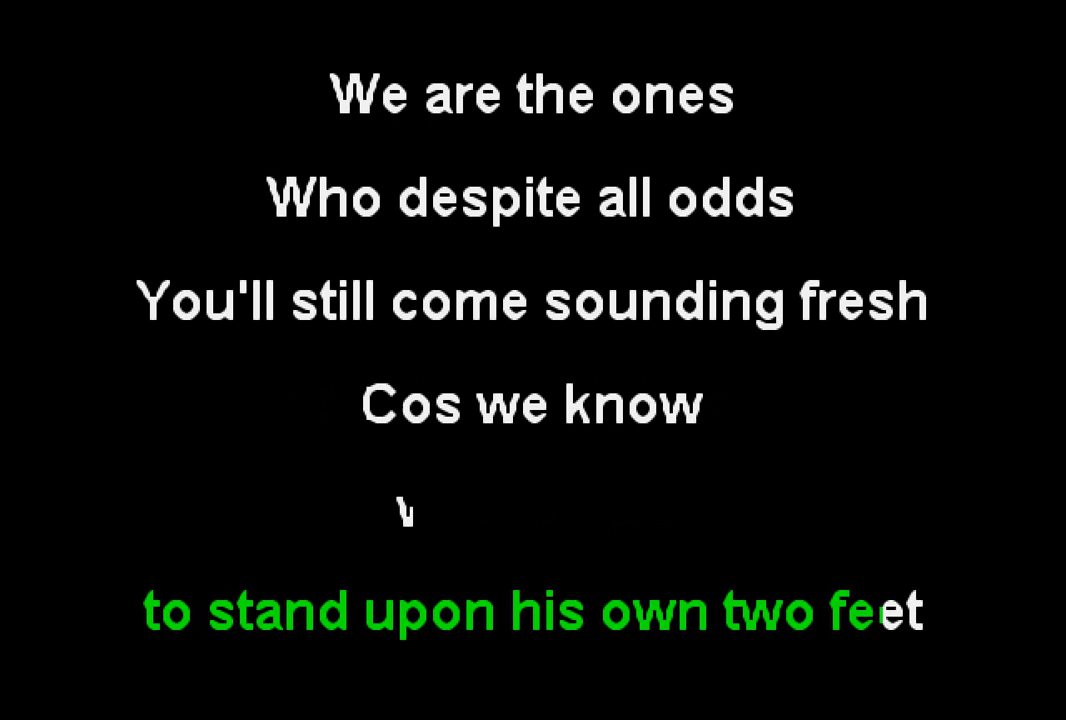 We are the ones
Who despite all odds
You'll still come sounding fresh
Cos we know
to stand upon his own two feet